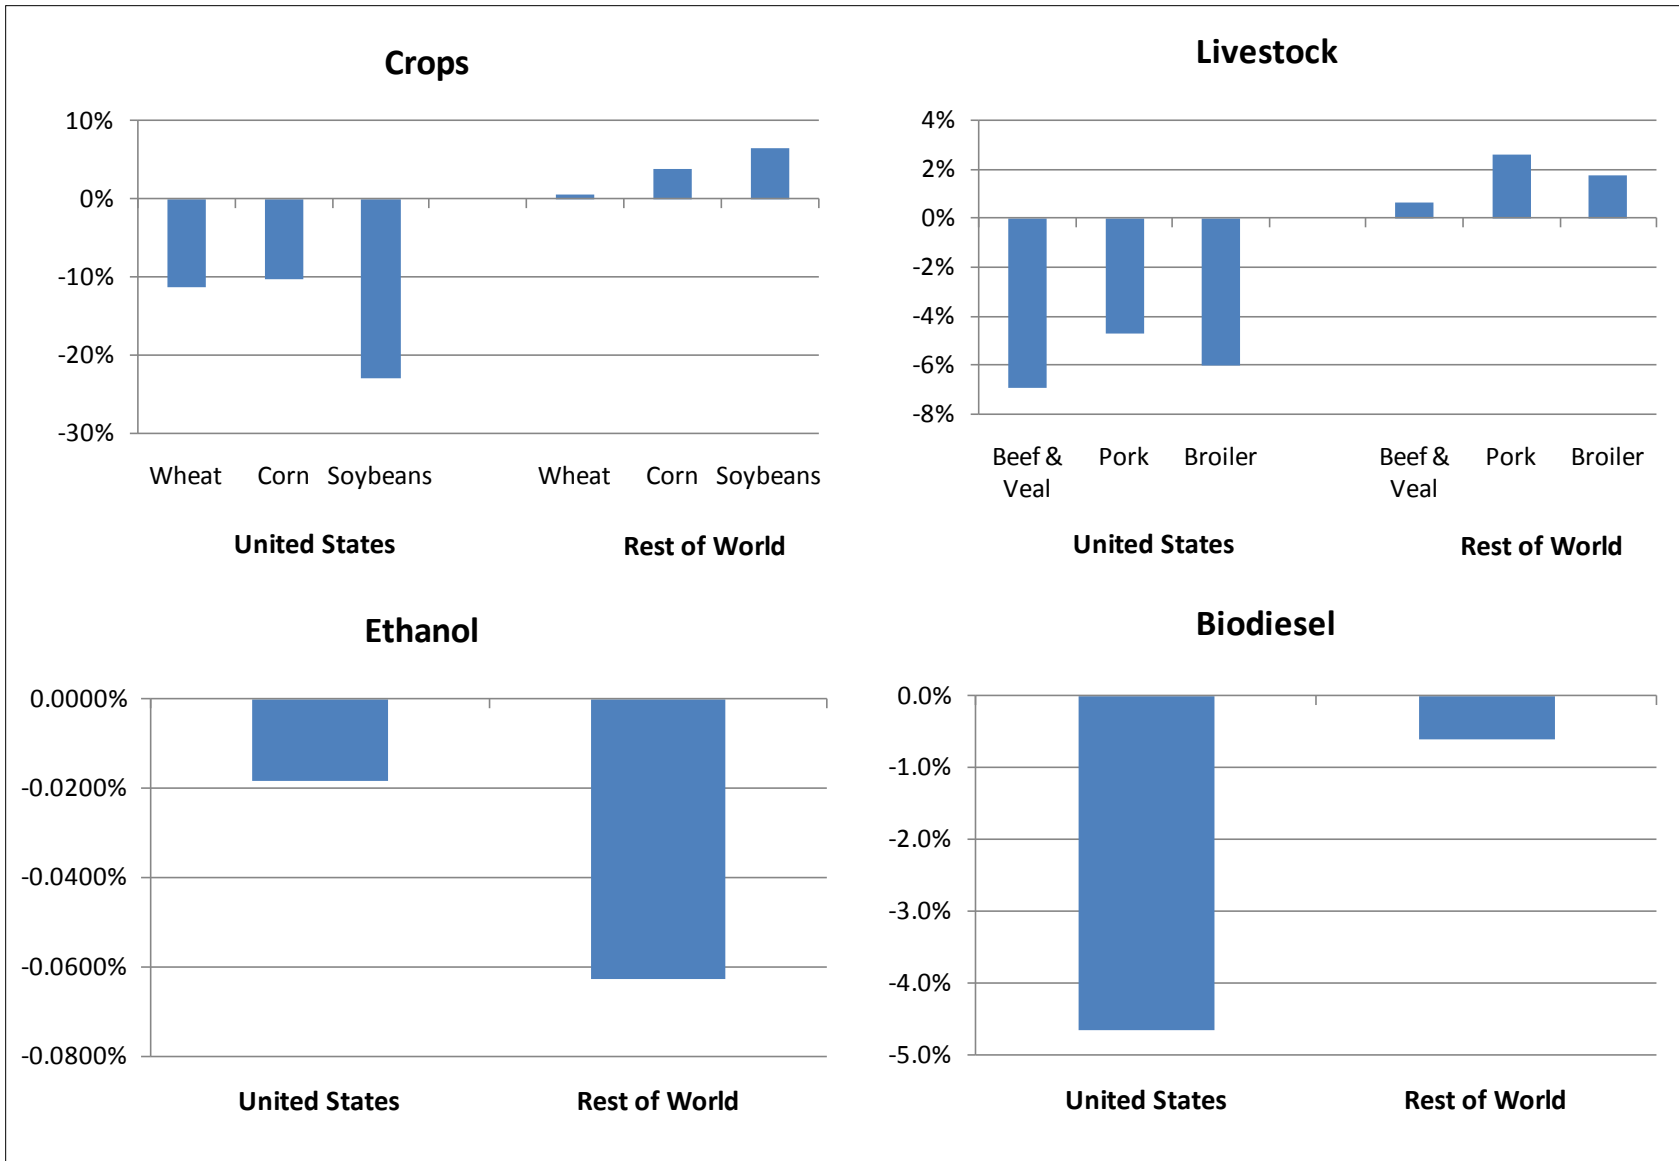 Crops
10%
0%
-10%
-20%
-30%
Wheat Corn Soybeans Wheat Corn Soybeans
United States Rest of World
Livestock
4%
2%
0%
-2%
-4%
-6%
-8%
Beef & Pork Broiler Beef & Pork Broiler
Veal Veal
United States Rest of World
Ethanol
0.0000%
-0.0200%
-0.0400%
-0.0600%
-0.0800%
United States Rest of World
Biodiesel
0.0%
-1.0%
-2.0%
-3.0%
-4.0%
-5.0%
United States Rest of World